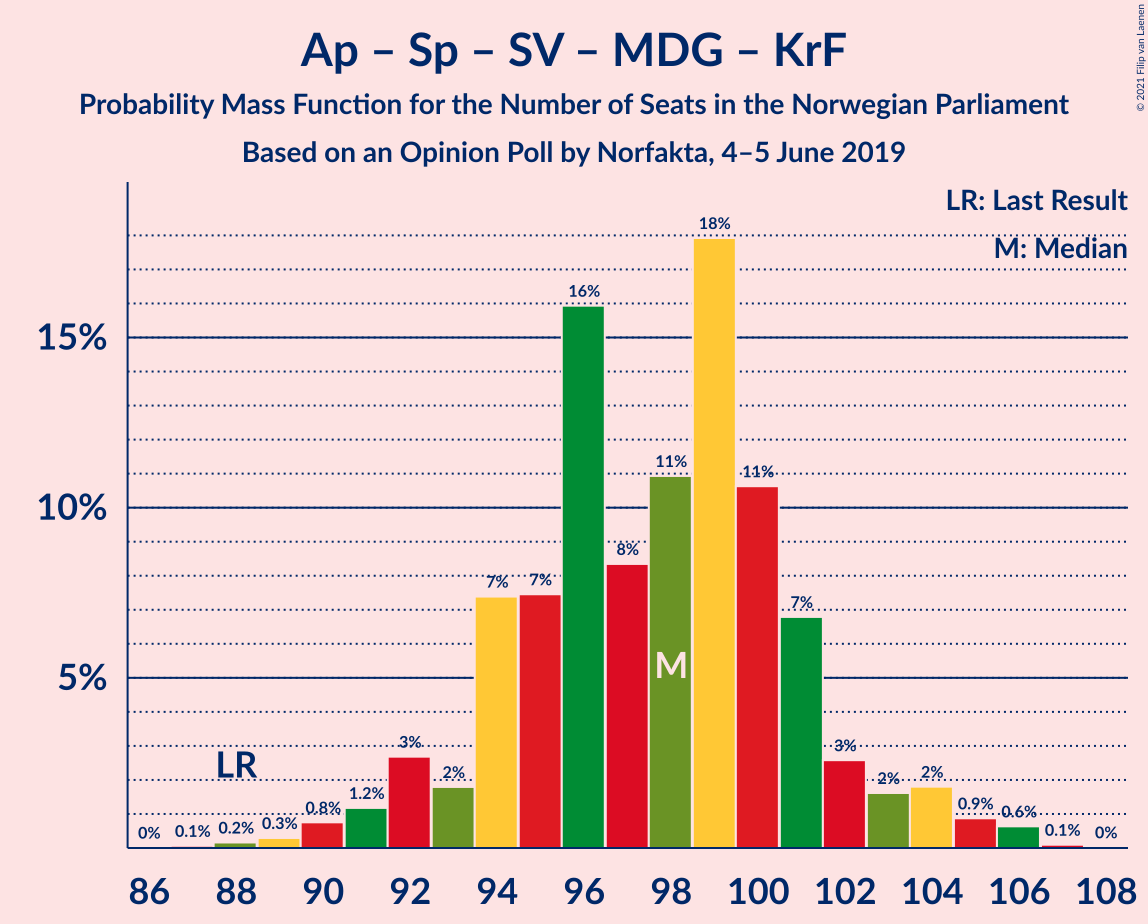 Ap – Sp – SV – MDG – KrF
Probability Mass Function for the Number of Seats in the Norwegian Parliament
Based on an Opinion Poll by Norfakta, 4–5 June 2019
© 2021 Filip van Laenen
LR: Last Result
M: Median
15%
10%
5%
0%
0.1%
0.2%
0.3%
0.8%
1.2%
3%
2%
7%
7%
16%
8%
11%
18%
11%
7%
3%
2%
2%
0.9%
0.6%
0.1%
0%
LR
M
86 88 90 92 94 96 98 100 102 104 106 108